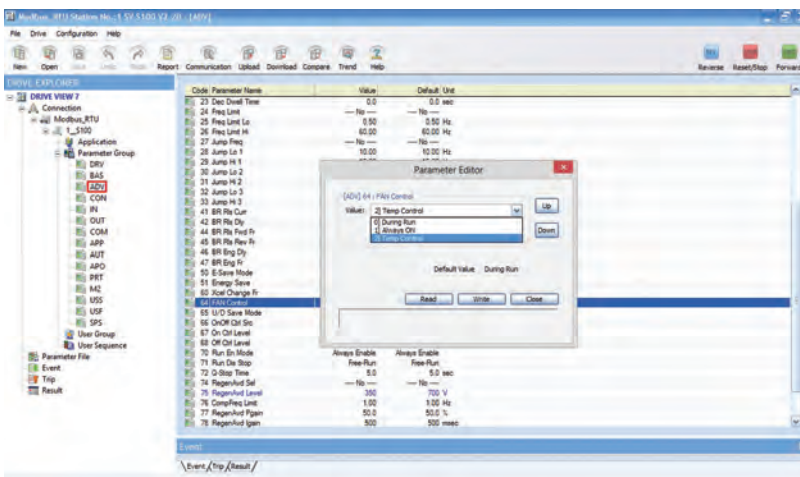 Modbus_RTU Station No.:1 SV-S100 V2.20 - [ADV]
File Drive Configuration Help
New Open Save Undo Redo Report Communication Upload Download Compare Trend Help Reverse Reset/Stop Forward
DRIVE EXPLORER
DRIVE VIEW 7
Connection
Modbus_RTU
1_S100
Application
Parameter Group
DRV
BAS
ADV
CON
IN
OUT
COM
APP
AUT
APO
PRT
M2
USS
USF
SPS
User Group
User Sequence
Parameter File
Event
Trip
Result
Code Parameter Name Value Default Unit
23 Dec Dwell Time 0.0 0.0 sec
24 Freq Limit --- No --- --- No ---
25 Freq Limit Lo 0.50 0.50 Hz
26 Freq Limit Hi 60.00 60.00 Hz
27 Jump Freq --- No --- --- No ---
28 Jump Lo 1 10.00 10.00 Hz
29 Jump Hi 1
30 Jump Lo 2
31 Jump Hi 2
32 Jump Lo 3
33 Jump Hi 3
41 BR Rls Curr
42 BR Rls Dly
44 BR Rls Fwd Fr
45 BR Rls Rev Fr
46 BR Eng Dly
47 BR Eng Fr
50 E-Save Mode
51 Energy Save
60 Xcel Change Fr
64 FAN Control
65 U/D Save Mode
66 On/Off Ctrl Src
67 On Ctrl Level
68 Off Ctrl Level
70 Run En Mode Always Enable Always Enable
71 Run Dis Stop Free-Run Free-Run
72 Q-Stop Time 5.0 5.0 sec
74 RegenAvd Sel --- No --- --- No ---
75 RegenAvd Level 350 700 V
76 CompFreq Limit 1.00 1.00 Hz
77 RegenAvd Pgain 50.0 50.0 %
78 RegenAvd Igain 500 500 msec
Parameter Editor
[ADV] 64 : FAN Control
Value: 2] Temp Control
0] During Run
1] Always ON
2] Temp Control
Up
Down
Default Value During Run
Read Write Close
Event
Event Trip Result